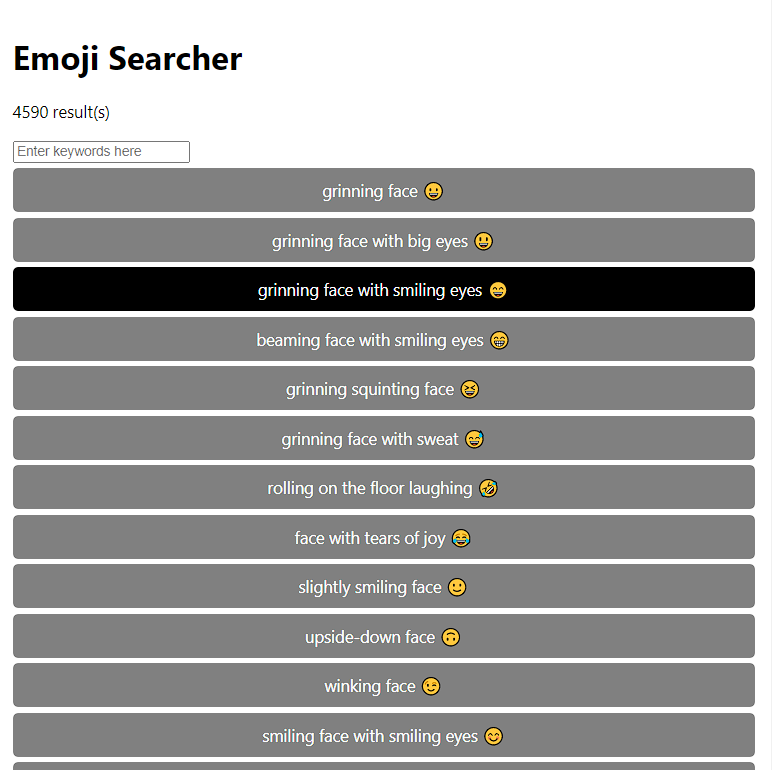 Emoji Searcher
4590 result(s)
Enter keywords here
grinning face 😀
grinning face with big eyes 😃
grinning face with smiling eyes 😄
beaming face with smiling eyes 😁
grinning squinting face 😆
grinning face with sweat 😅
rolling on the floor laughing 🤣
face with tears of joy 😂
slightly smiling face 🙂
upside-down face 🙃
winking face 😉
smiling face with smiling eyes 😊